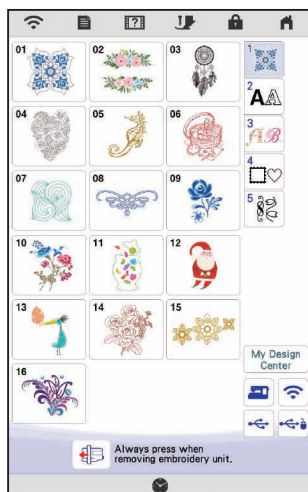 01 02 03
04 05 06
07 08 09
10 11 12
13 14 15
16
1
2
AA
3
AB
4
5
My Design
Center
Always press when
removing embroidery unit.